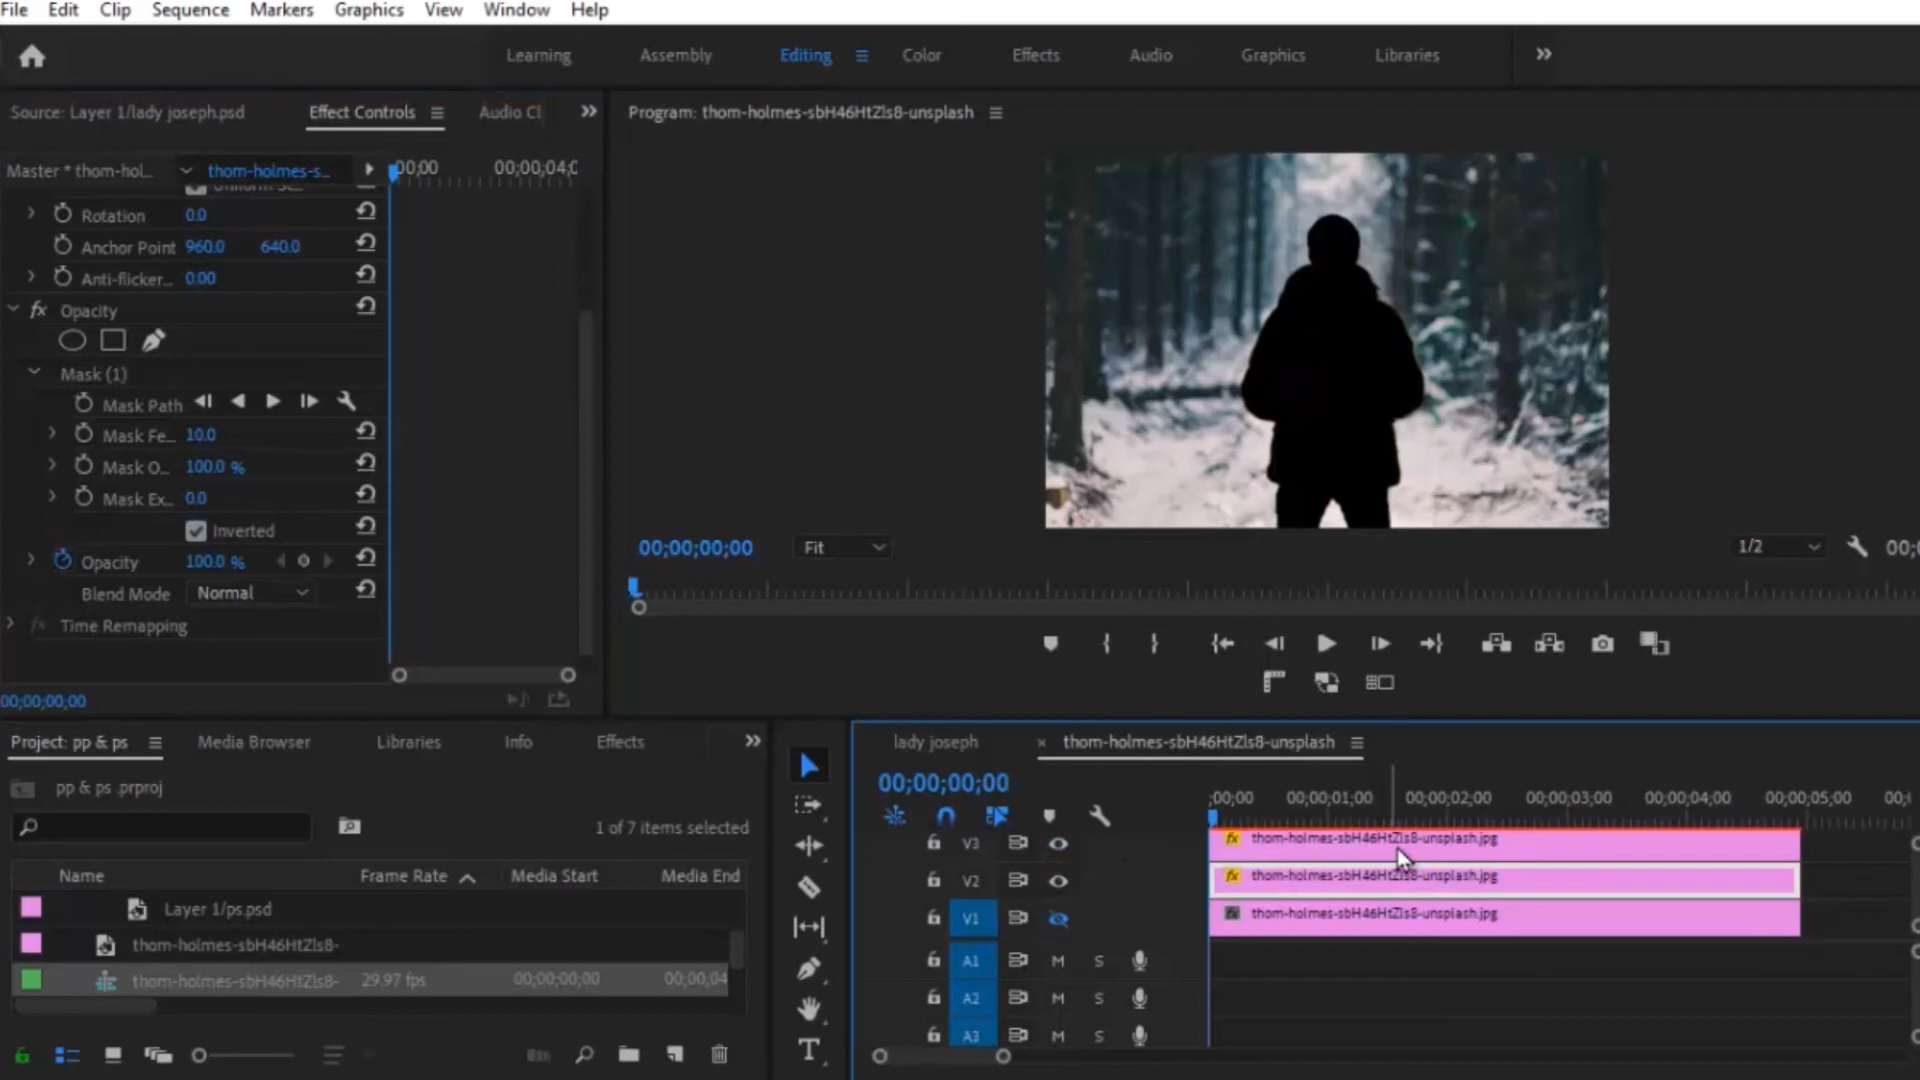 File Edit Clip Sequence Markers Graphics View Window Help
Learning Assembly Editing Color Effects Audio Graphics Libraries
Source: Layer 1/lady joseph.psd Effect Controls Audio Cl
Program: thom-holmes-sbH46HtZls8-unsplash
Master * thom-hol... thom-holmes-s... 00;00 00;00;04;0
Uniform Sc...
Rotation 0.0
Anchor Point 960.0 640.0
Anti-flicker... 0.00
fx Opacity
Mask (1)
Mask Path
Mask Fe... 10.0
Mask O... 100.0 %
Mask Ex... 0.0
Inverted
Opacity 100.0 %
Blend Mode Normal
fx Time Remapping
00;00;00;00
00;00;00;00 Fit 1/2 00;0
Project: pp & ps Media Browser Libraries Info Effects
pp & ps .prproj
1 of 7 items selected
Name Frame Rate Media Start Media End
Layer 1/ps.psd
thom-holmes-sbH46HtZls8-
thom-holmes-sbH46HtZls8- 29.97 fps 00;00;00;00 00;00;04
lady joseph × thom-holmes-sbH46HtZls8-unsplash
00;00;00;00
;00;00 00;00;01;00 00;00;02;00 00;00;03;00 00;00;04;00 00;00;05;00 00;
V3 fx thom-holmes-sbH46HtZls8-unsplash.jpg
V2 fx thom-holmes-sbH46HtZls8-unsplash.jpg
V1 fx thom-holmes-sbH46HtZls8-unsplash.jpg
A1 M S
A2 M S
A3 M S